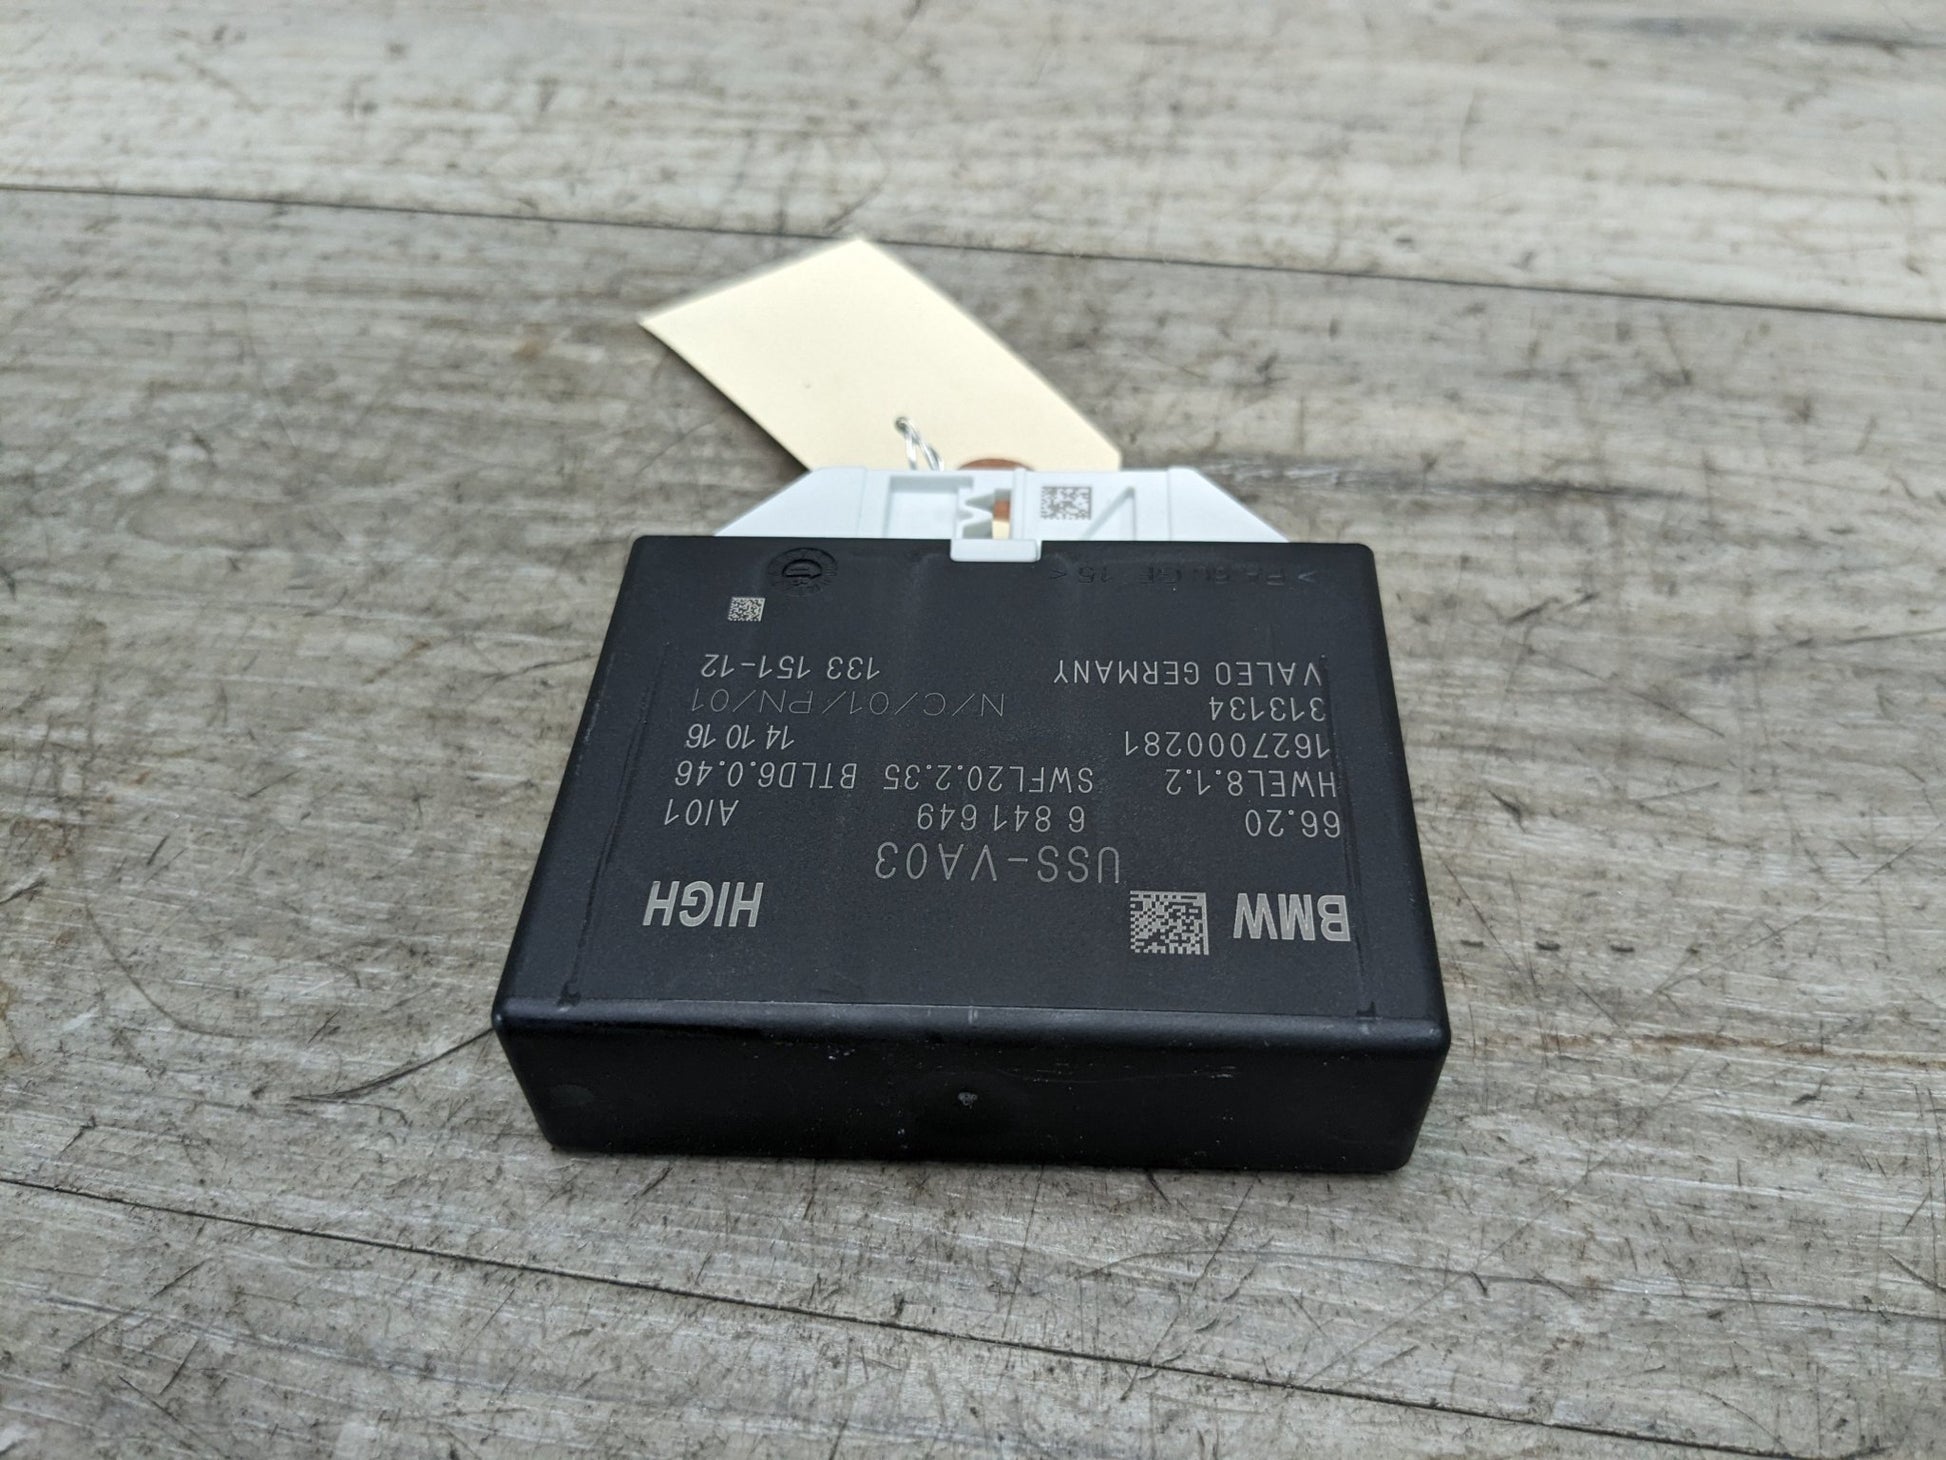 BMW HIGH
USS-VA03
66.20 6 841 649 AI01
HWEL8.1.2 SWFL20.2.35 BTLD6.0.46
1627000281 14 10 16
313134 N/C/01/PN/01
VALEO GERMANY 133 151-12